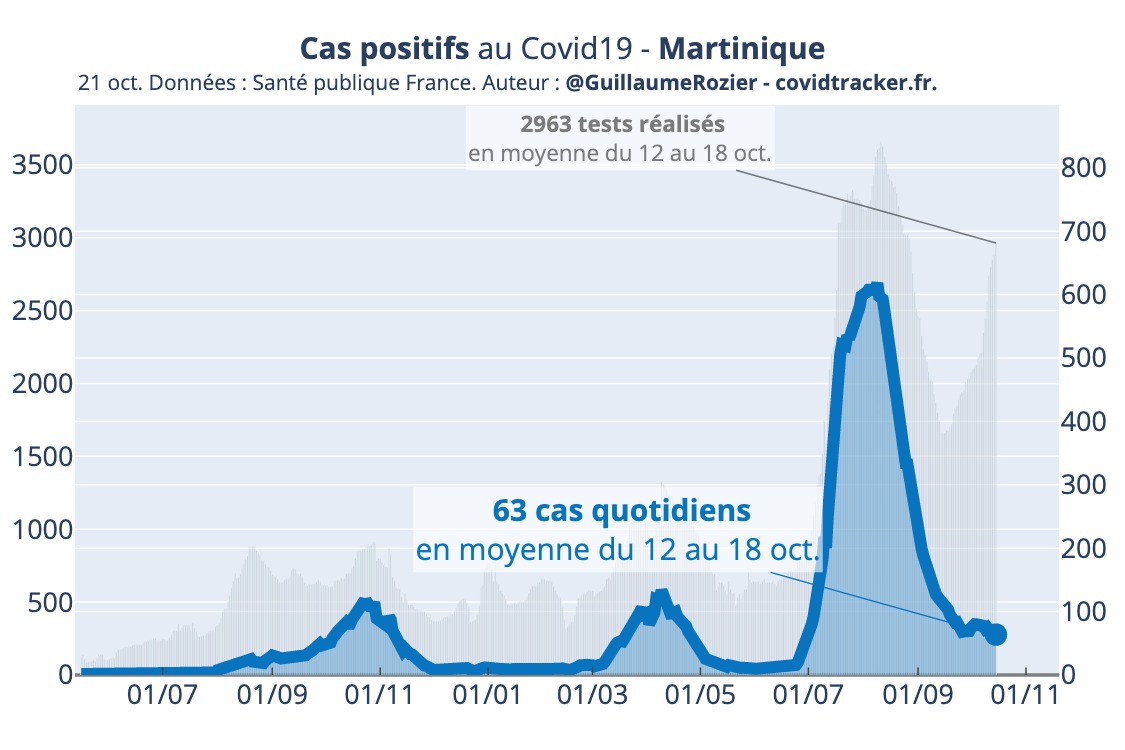 Cas positifs au Covid19 - Martinique
21 oct. Données : Santé publique France. Auteur : @GuillaumeRozier - covidtracker.fr.
2963 tests réalisés
en moyenne du 12 au 18 oct.
3500
3000
2500
2000
1500
1000
500
0
800
700
600
500
400
300
200
100
0
63 cas quotidiens
en moyenne du 12 au 18 oct.
01/07 01/09 01/11 01/01 01/03 01/05 01/07 01/09 01/11